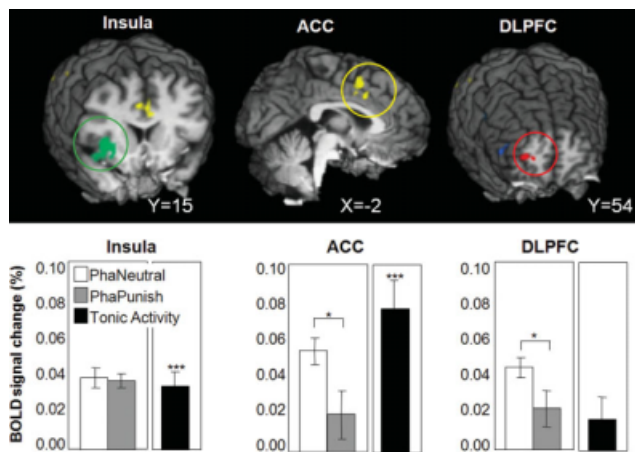 Insula ACC DLPFC
Y=15 X=-2 Y=54
Insula ACC DLPFC
BOLD signal change (%)
0.10 0.10 0.10
0.08 0.08 0.08
0.06 0.06 0.06
0.04 0.04 0.04
0.02 0.02 0.02
0.00 0.00 0.00
PhaNeutral
PhaPunish
Tonic Activity
*** * *** *